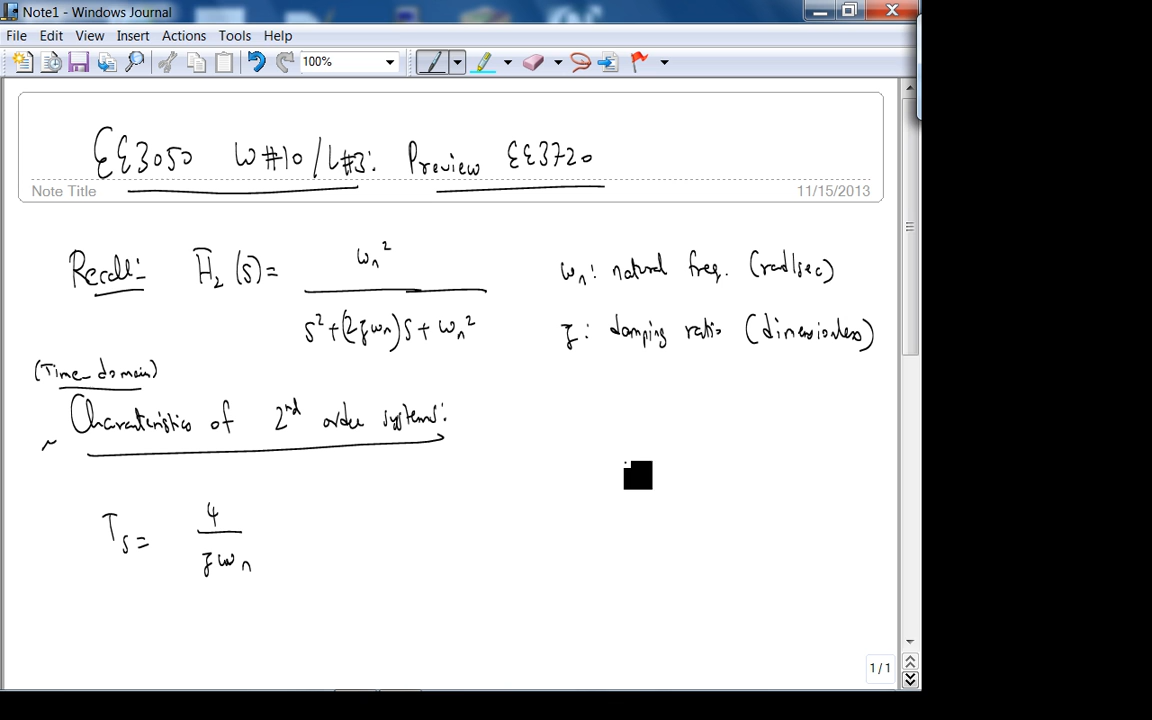 Note1 - Windows Journal
File Edit View Insert Actions Tools Help
100%
EE3050 W#10/L#3: Preview EE3720
Note Title 11/15/2013
Recall: H₂(s) = ωn² / s²+(2ζωn)s+ωn²
ωn: natural freq. (rad/sec)
ζ: damping ratio (dimensionless)
(Time-domain)
Characteristics of 2nd order systems:
Ts = 4 / ζωn
1/1